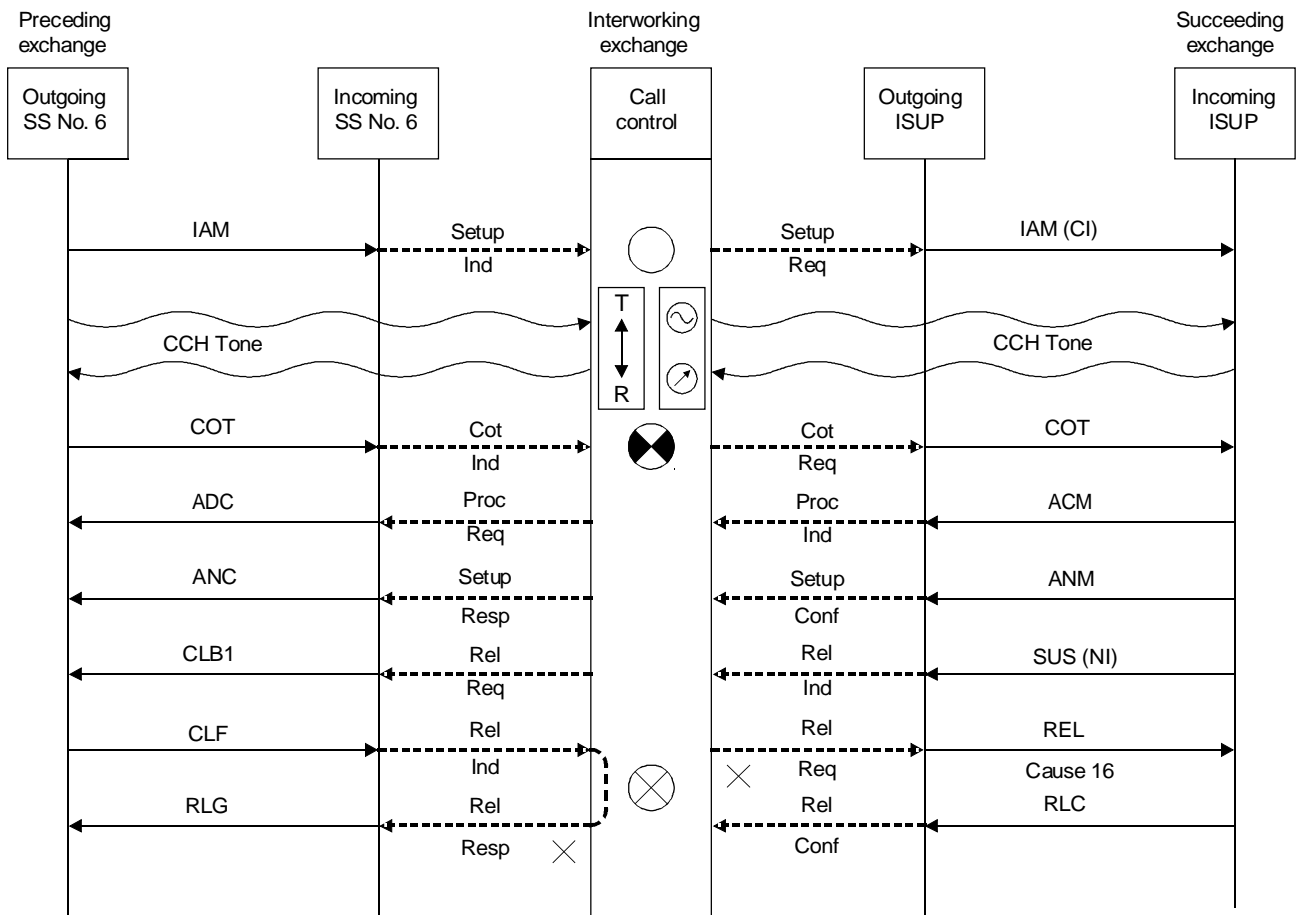 Preceding
exchange
Interworking
exchange
Succeeding
exchange
Outgoing
SS No. 6
Incoming
SS No. 6
Call
control
Outgoing
ISUP
Incoming
ISUP
IAM
Setup
Ind
Setup
Req
IAM (CI)
CCH Tone
T
R
CCH Tone
COT
Cot
Ind
Cot
Req
COT
ADC
Proc
Req
Proc
Ind
ACM
ANC
Setup
Resp
Setup
Conf
ANM
CLB1
Rel
Req
Rel
Ind
SUS (NI)
CLF
Rel
Ind
Rel
Req
REL
Cause 16
RLG
Rel
Resp
Rel
Conf
RLC